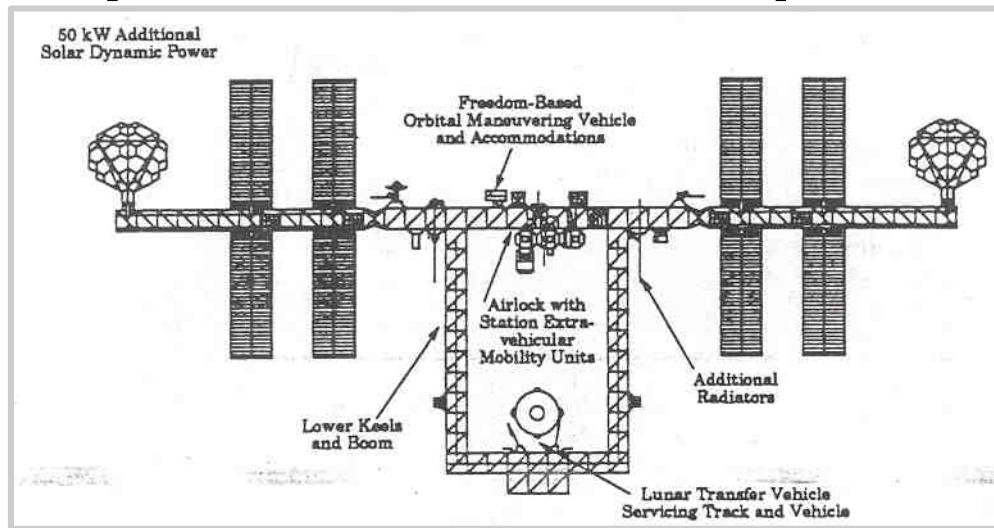 50 kW Additional
Solar Dynamic Power
Freedom-Based
Orbital Maneuvering Vehicle
and Accommodations
Airlock with
Station Extra-
vehicular
Mobility Units
Additional
Radiators
Lower Keels
and Boom
Lunar Transfer Vehicle
Servicing Track and Vehicle